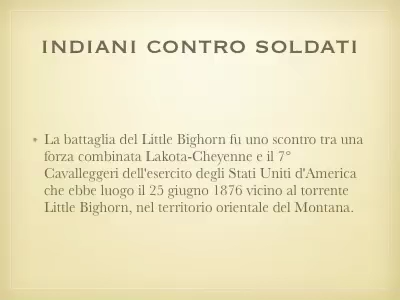 INDIANI CONTRO SOLDATI
* La battaglia del Little Bighorn fu uno scontro tra una
forza combinata Lakota-Cheyenne e il 7°
Cavalleggeri dell'esercito degli Stati Uniti d'America
che ebbe luogo il 25 giugno 1876 vicino al torrente
Little Bighorn, nel territorio orientale del Montana.